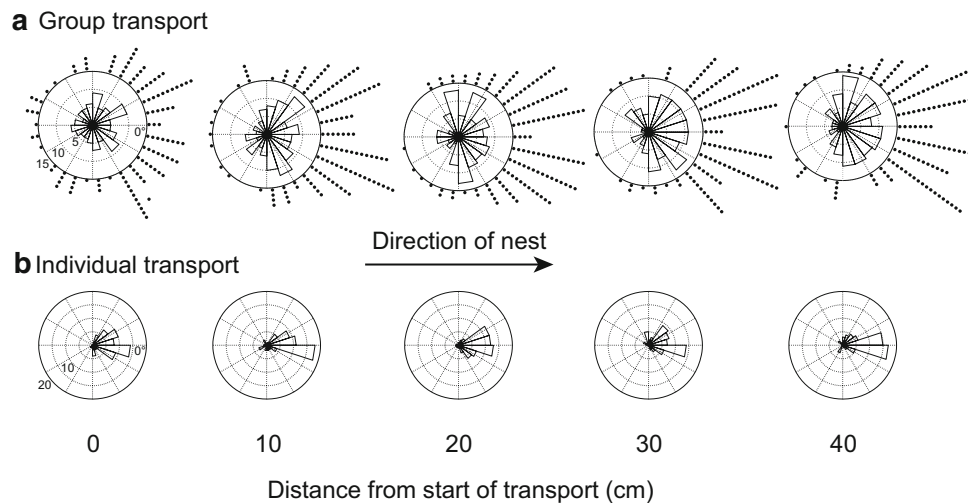 a Group transport
0°
5
10
15
Direction of nest
b Individual transport
0°
10
20
0 10 20 30 40
Distance from start of transport (cm)